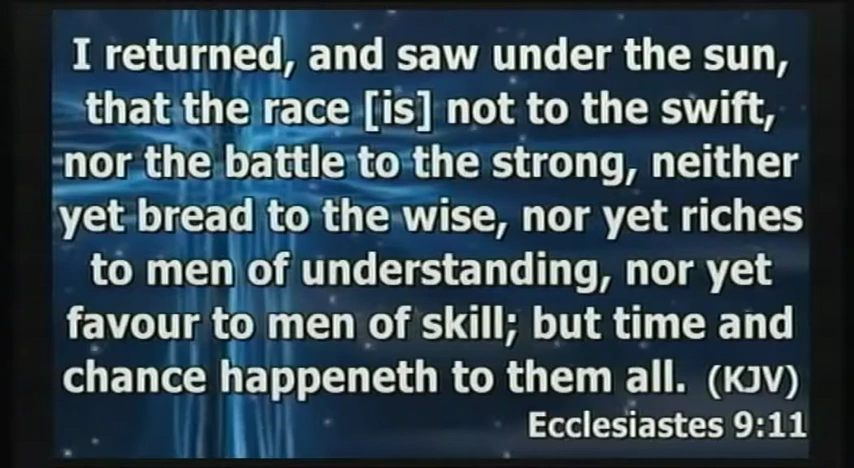 I returned, and saw under the sun,
that the race [is] not to the swift,
nor the battle to the strong, neither
yet bread to the wise, nor yet riches
to men of understanding, nor yet
favour to men of skill; but time and
chance happeneth to them all. (KJV)
Ecclesiastes 9:11